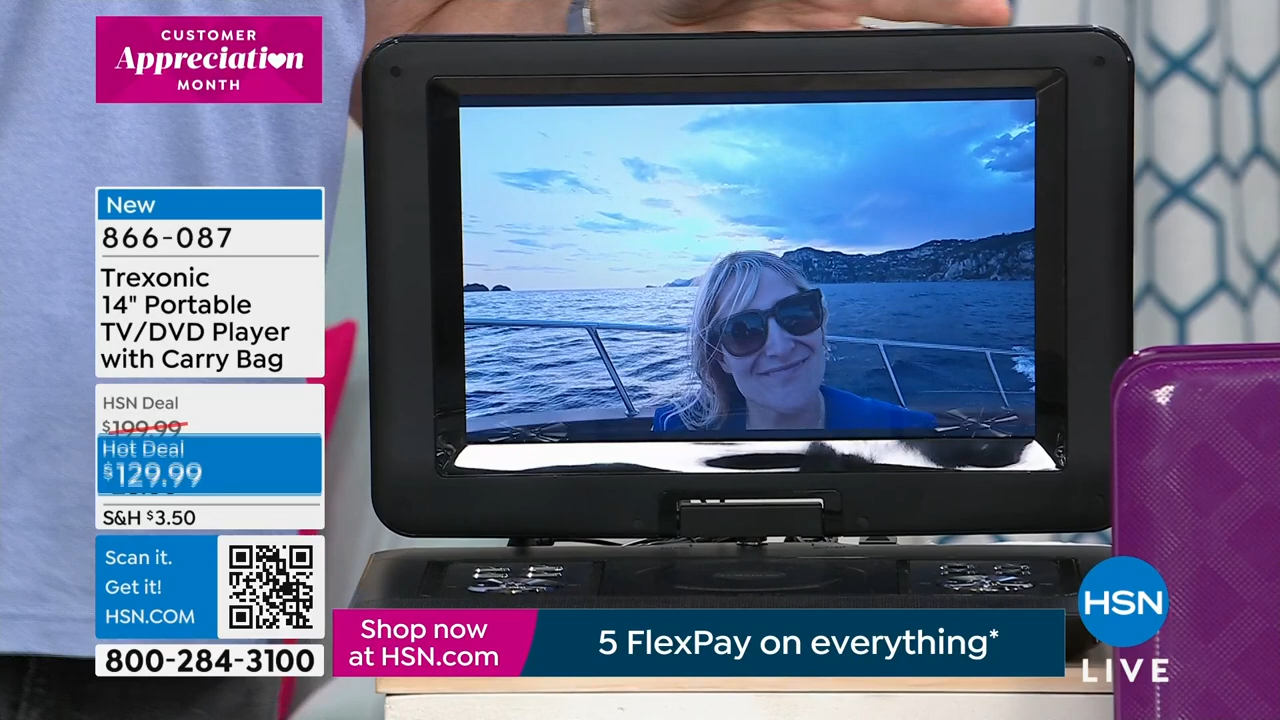 CUSTOMER
Appreciation
MONTH
New
866-087
Trexonic
14" Portable
TV/DVD Player
with Carry Bag
HSN Deal
$199.99
Hot Deal
$129.99
S&H $3.50
Scan it.
Get it!
HSN.COM
800-284-3100
Shop now
at HSN.com
5 FlexPay on everything*
HSN
LIVE